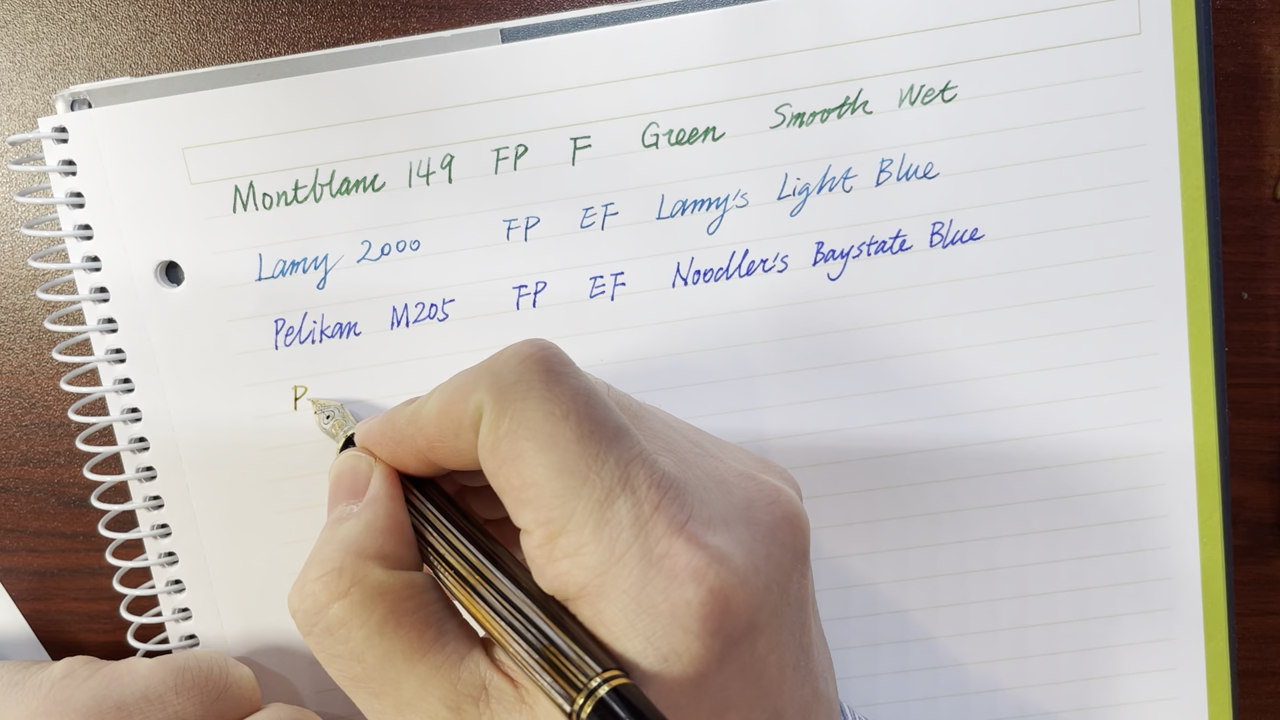 Montblanc 149 FP F Green Smooth Wet
Lamy 2000 FP EF Lamy's Light Blue
Pelikan M205 FP EF Noodler's Baystate Blue
P